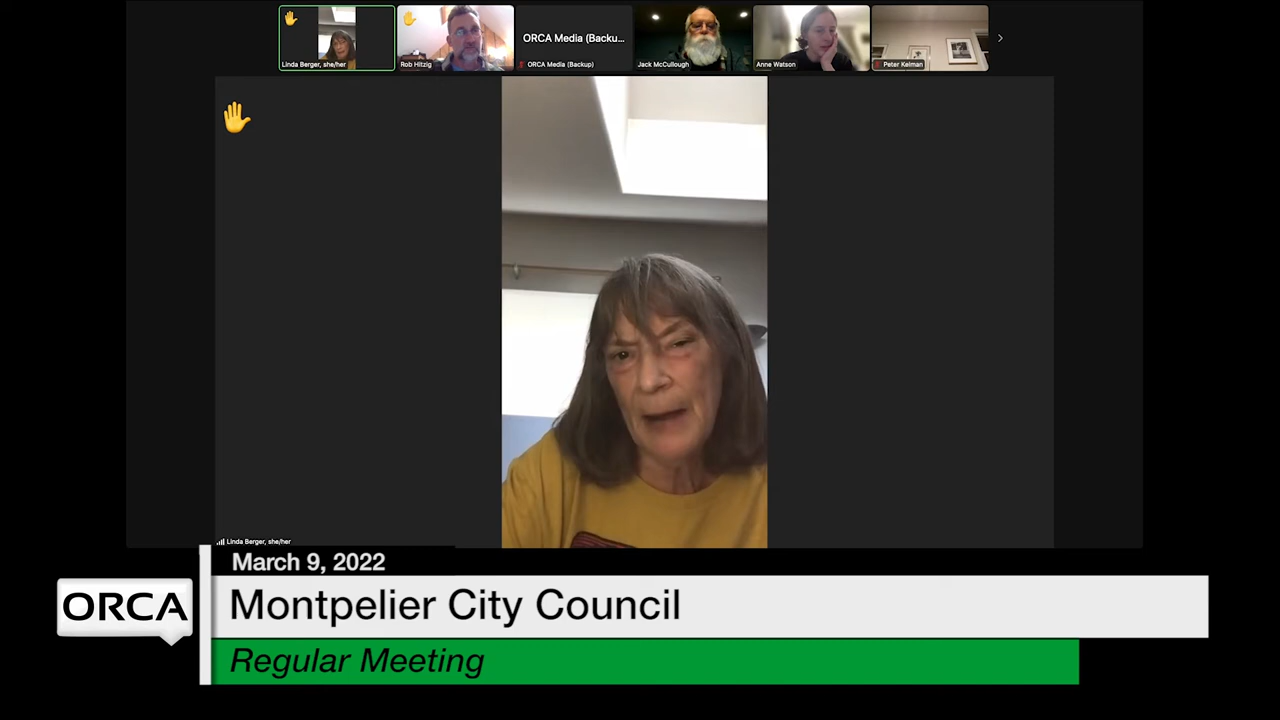 Linda Berger, she/her
Rob Hitzig
ORCA Media (Backu...
ORCA Media (Backup)
Jack McCullough
Anne Watson
Peter Kelman
Linda Berger, she/her
March 9, 2022
ORCA
Montpelier City Council
Regular Meeting